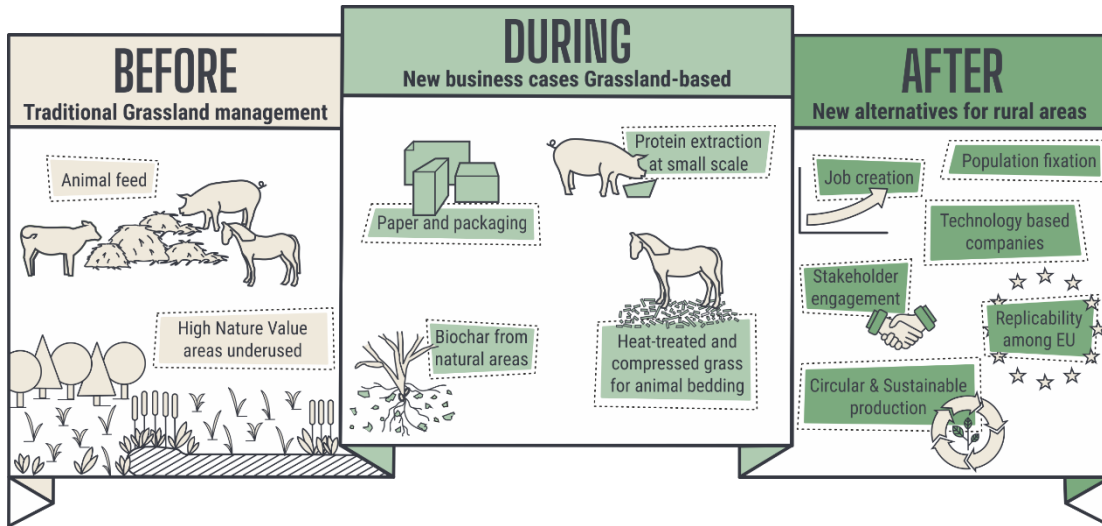 BEFORE
Traditional Grassland management
Animal feed
High Nature Value
areas underused
DURING
New business cases Grassland-based
Protein extraction
at small scale
Paper and packaging
Biochar from
natural areas
Heat-treated and
compressed grass
for animal bedding
AFTER
New alternatives for rural areas
Population fixation
Job creation
Technology based
companies
Stakeholder
engagement
Replicability
among EU
Circular & Sustainable
production